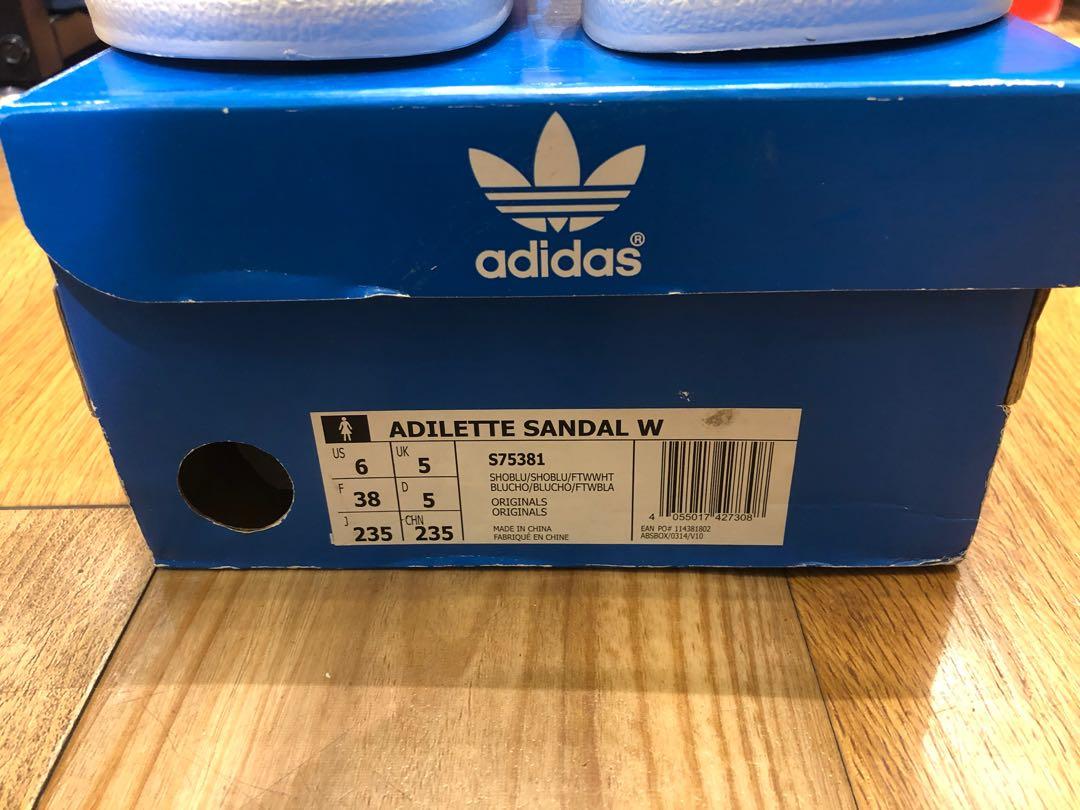 adidas®
ADILETTE SANDAL W
US 6 UK 5
F 38 D 5
J 235 CHN 235
S75381
SHOBLU/SHOBLU/FTWWHT
BLUCHO/BLUCHO/FTWBLA
ORIGINALS
ORIGINALS
MADE IN CHINA
FABRIQUÉ EN CHINE
4 055017 427308
EAN PO# 114381802
ABSBOX/0314/V10